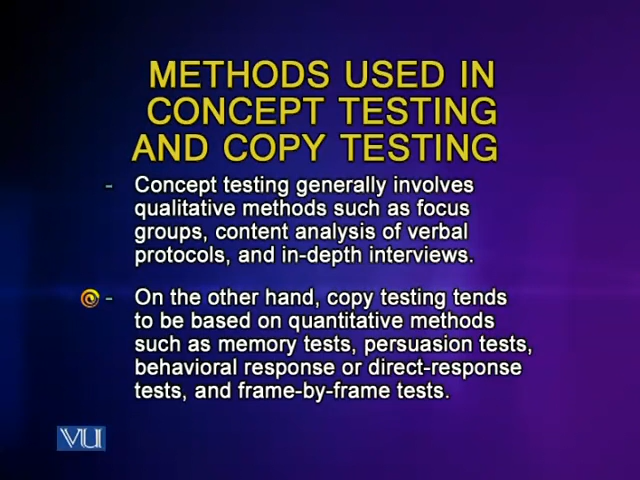 METHODS USED IN
CONCEPT TESTING
AND COPY TESTING
- Concept testing generally involves
qualitative methods such as focus
groups, content analysis of verbal
protocols, and in-depth interviews.
- On the other hand, copy testing tends
to be based on quantitative methods
such as memory tests, persuasion tests,
behavioral response or direct-response
tests, and frame-by-frame tests.
VU